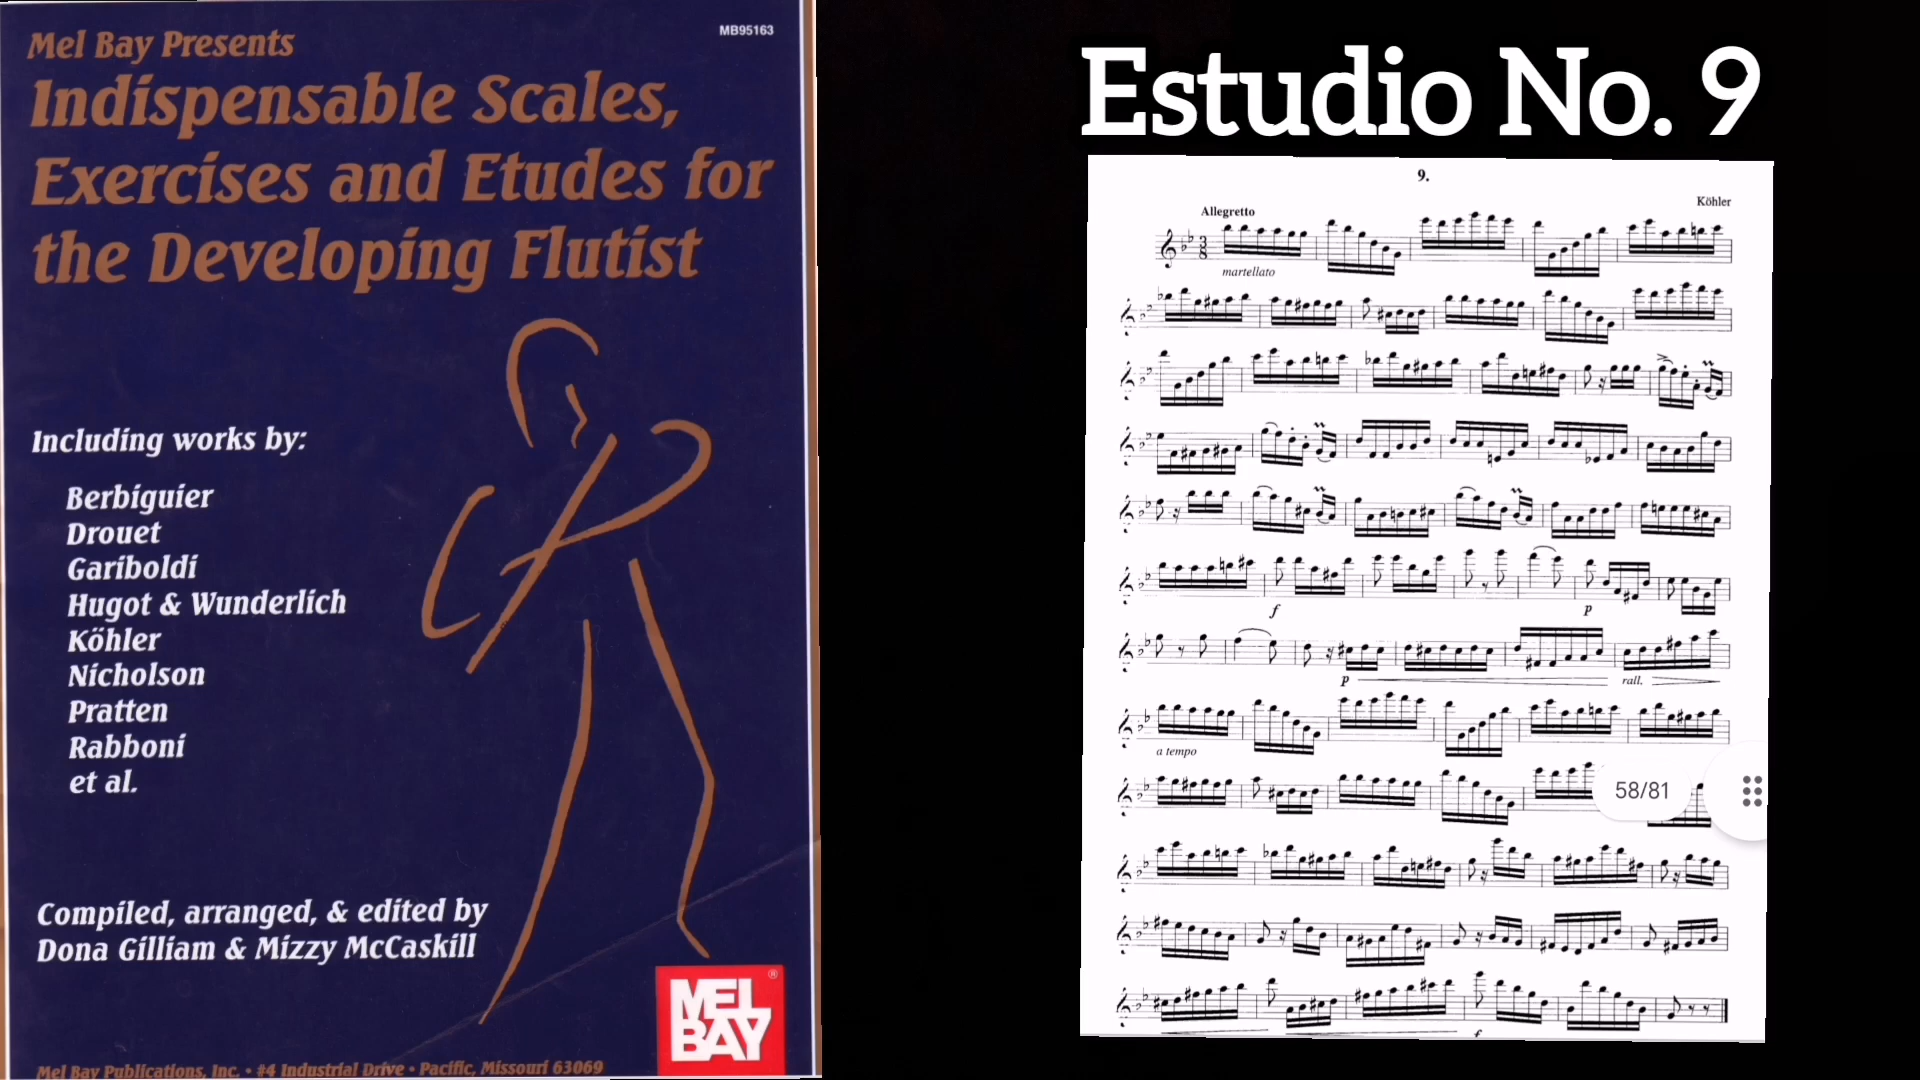 Mel Bay Presents
MB95163
Indispensable Scales,
Exercises and Etudes for
the Developing Flutist
Including works by:
Berbiguier
Drouet
Gariboldi
Hugot & Wunderlich
Köhler
Nicholson
Pratten
Rabboni
et al.
Compiled, arranged, & edited by
Dona Gilliam & Mizzy McCaskill
MEL
BAY
®
Mel Bay Publications, Inc. • #4 Industrial Drive • Pacific, Missouri 63069
Estudio No. 9
9.
Köhler
Allegretto
3
8
martellato
f
p
p
rall.
a tempo
58/81
f